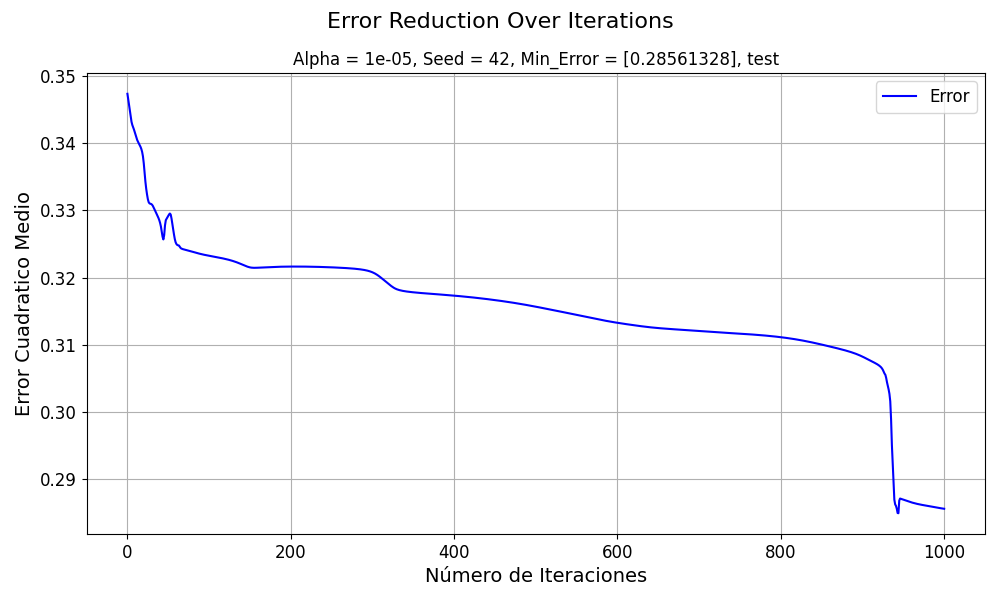 Error Reduction Over Iterations
Alpha = 1e-05, Seed = 42, Min_Error = [0.28561328], test
Error
Error Cuadratico Medio
0.35
0.34
0.33
0.32
0.31
0.30
0.29
0
200
400
600
800
1000
Número de Iteraciones